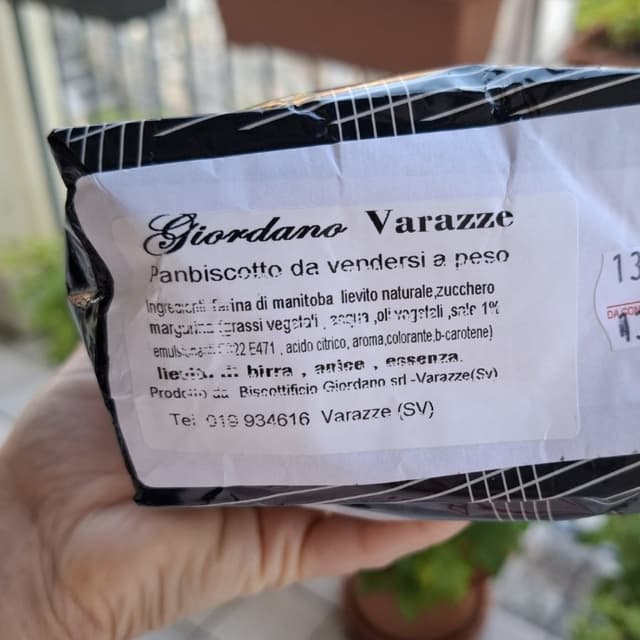 Giordano Varazze
Panbiscotto da vendersi a peso
Ingredienti farina di manitoba lievito naturale,zucchero
margarina (grassi vegetali , acqua ,oli vegetali ,sale 1%
E471 , acido citrico, aroma,colorante,b-carotene)
lievito di birra , anice , essenza.
Prodotto da Biscottificio Giordano srl -Varazze(Sv)
Tel 019 934616 Varazze (SV)
13